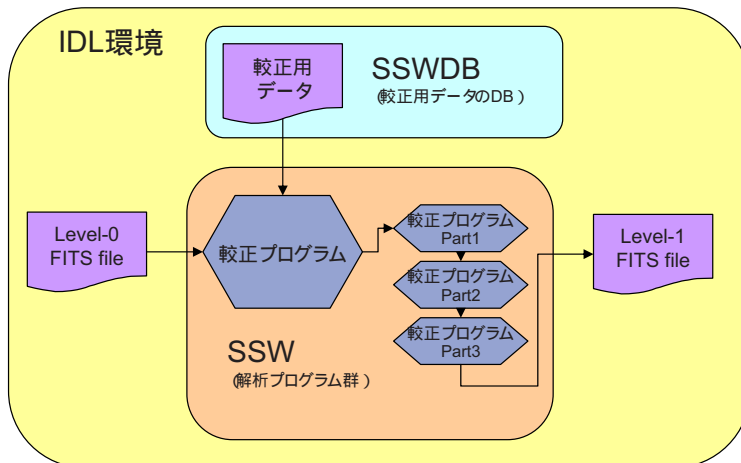 IDL環境
較正用
データ
SSWDB
(較正用データのDB)
Level-0
FITS file
較正プログラム
較正プログラム
Part1
較正プログラム
Part2
較正プログラム
Part3
SSW
(解析プログラム群)
Level-1
FITS file